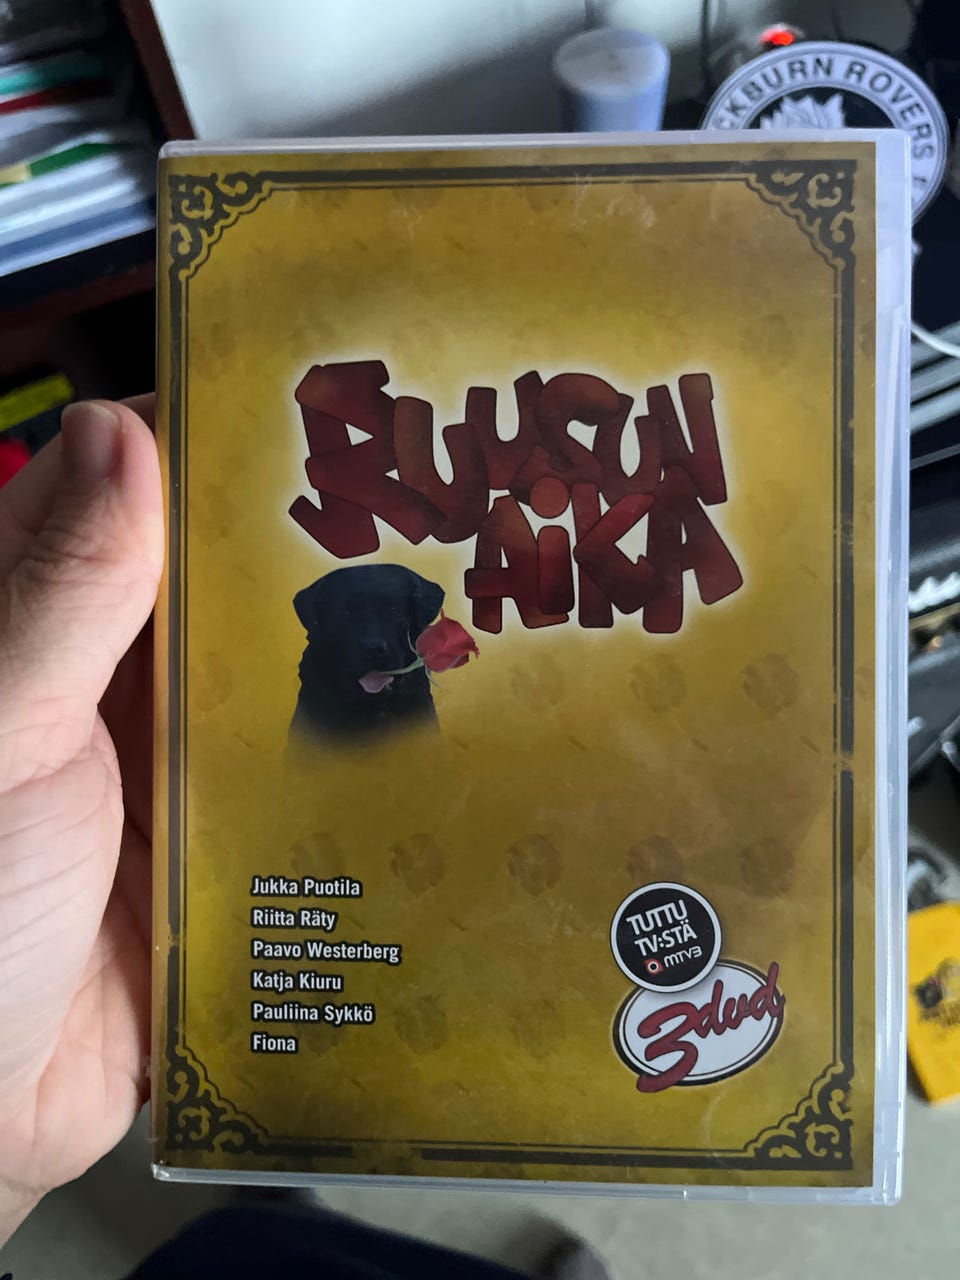 CKBURN ROVERS
RUUSUN
AiKA
Jukka Puotila
Riitta Räty
Paavo Westerberg
Katja Kiuru
Pauliina Sykkö
Fiona
TUTTU
TV:STÄ
MTV3
3dvd